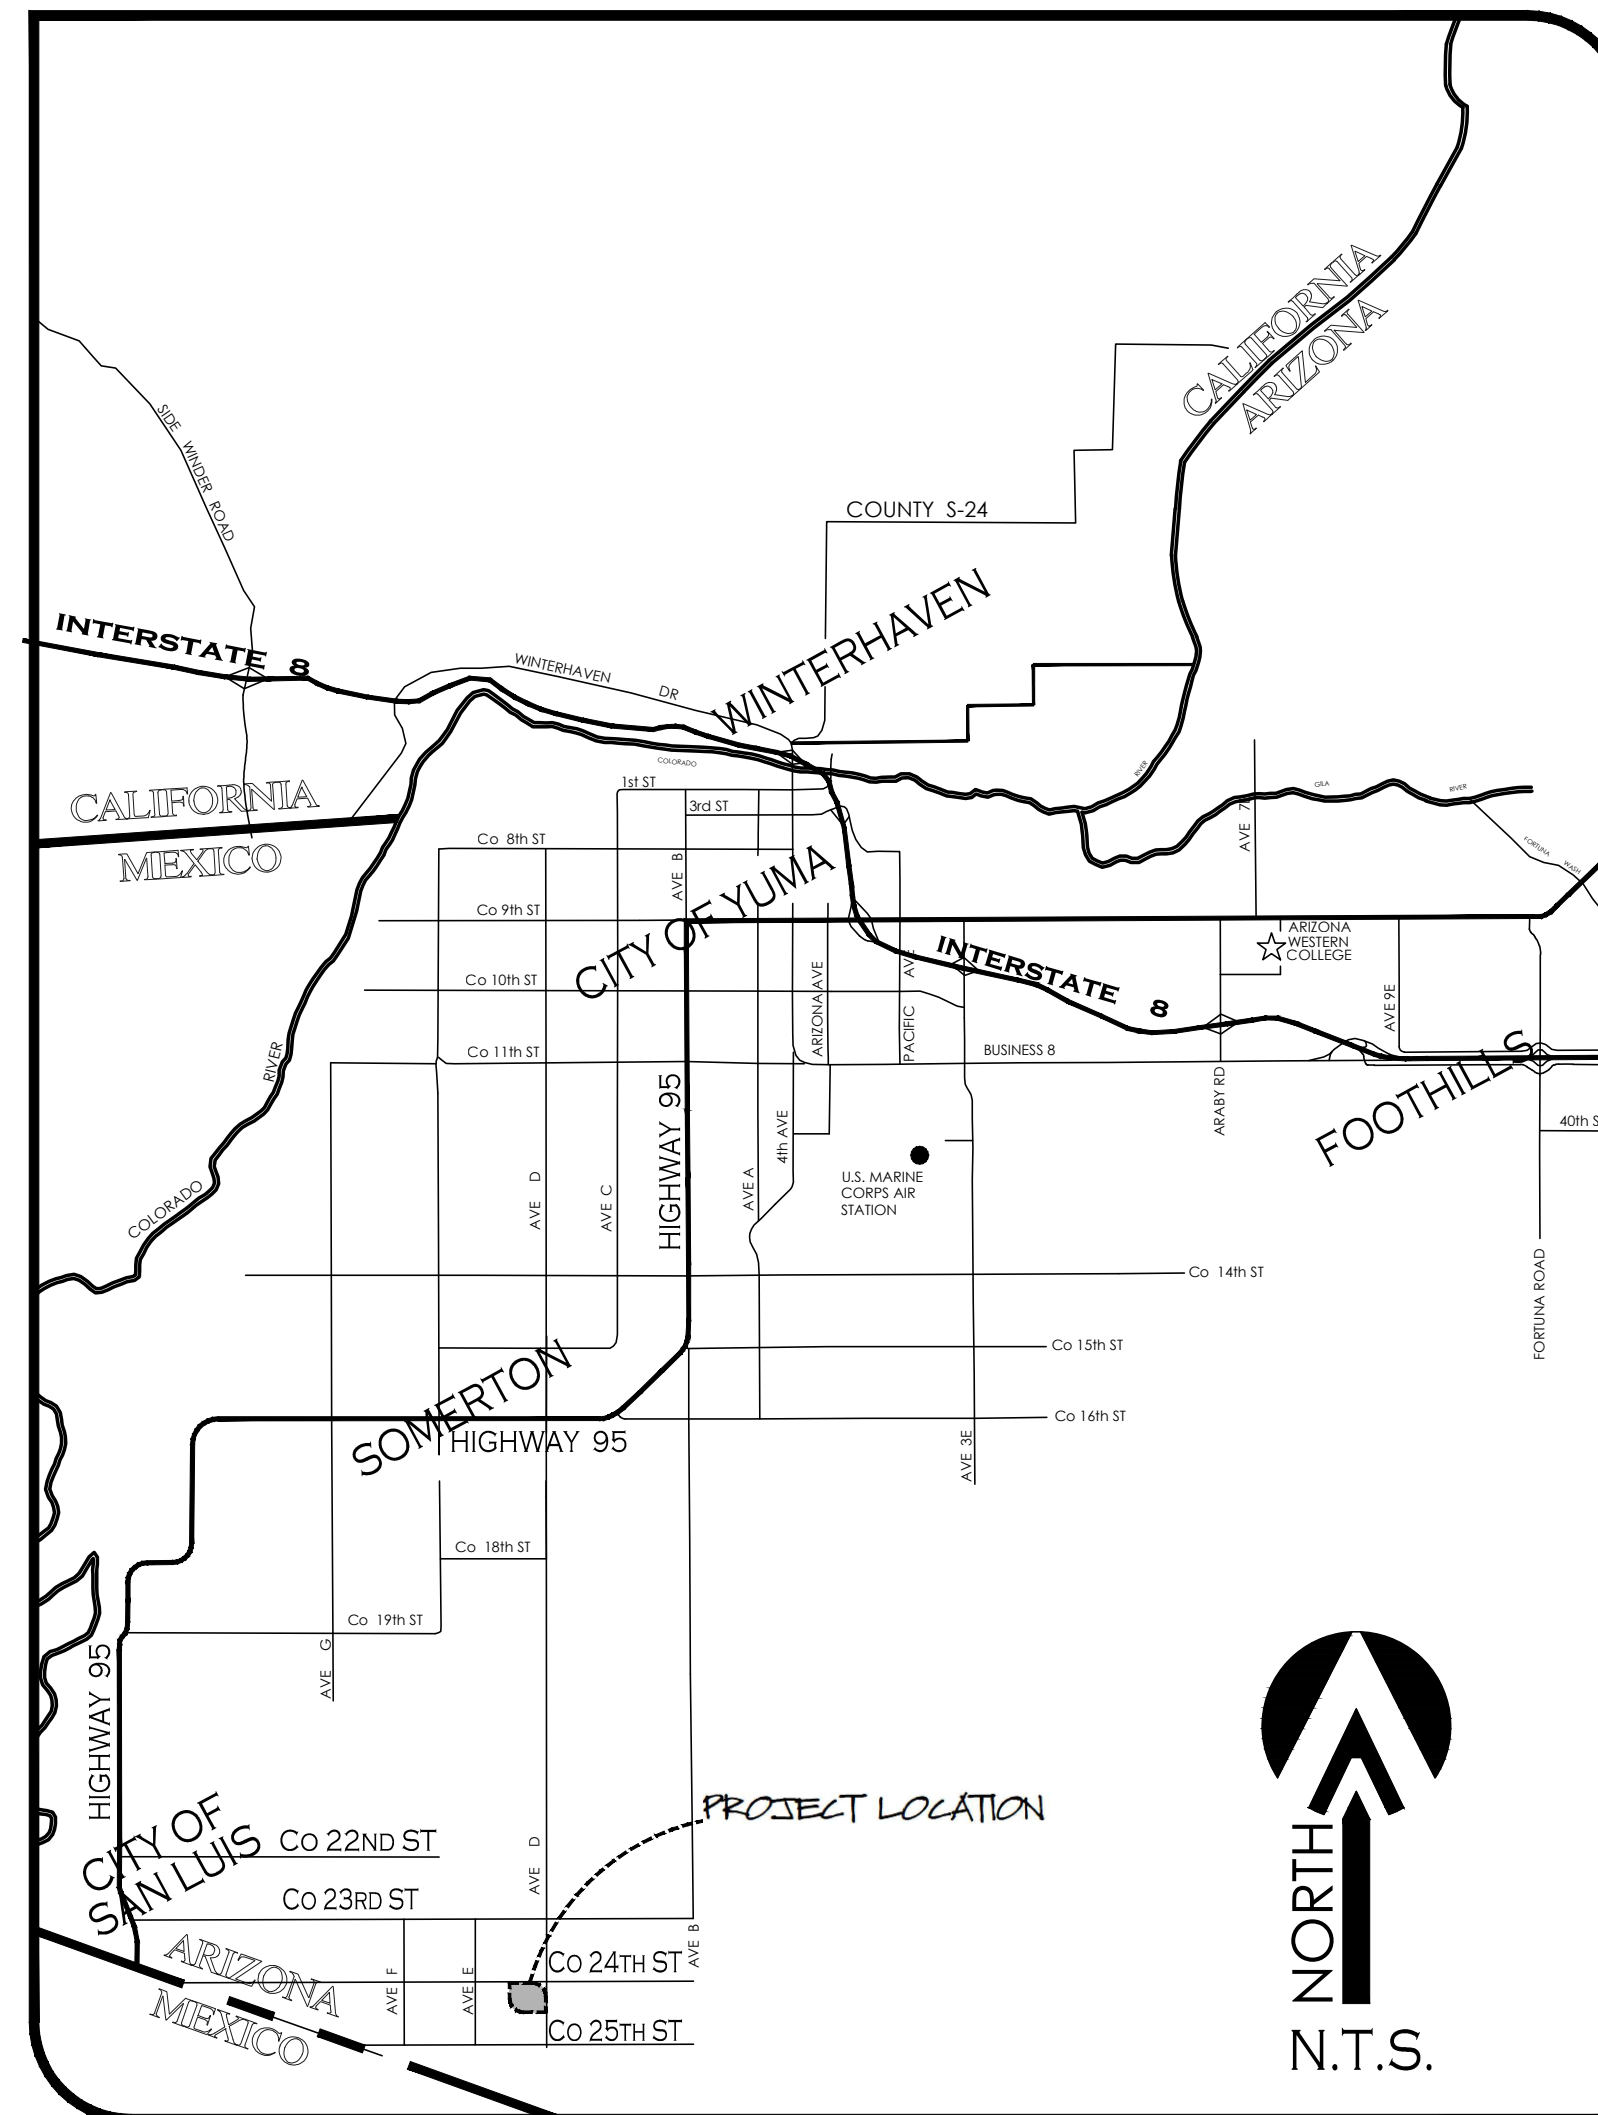 CALIFORNIA
ARIZONA
SIDE WINDER ROAD
COUNTY S-24
INTERSTATE 8
WINTERHAVEN DR
WINTERHAVEN
COLORADO
RIVER
GILA
RIVER
FORTUNA WASH
CALIFORNIA
MEXICO
1st ST
3rd ST
Co 8th ST
AVE B
AVE 7E
CITY OF YUMA
Co 9th ST
INTERSTATE 8
ARIZONA
WESTERN
COLLEGE
Co 10th ST
ARIZONA AVE
PACIFIC AVE
AVE 9E
Co 11th ST
BUSINESS 8
RIVER
COLORADO
HIGHWAY 95
4th AVE
ARABY RD
FOOTHILLS
40th S
AVE D
AVE C
AVE A
U.S. MARINE
CORPS AIR
STATION
Co 14th ST
FORTUNA ROAD
Co 15th ST
SOMERTON
HIGHWAY 95
Co 16th ST
AVE 3E
Co 18th ST
Co 19th ST
AVE G
HIGHWAY 95
PROJECT LOCATION
CITY OF
SAN LUIS
Co 22ND ST
AVE D
Co 23RD ST
AVE B
ARIZONA
MEXICO
AVE F
AVE E
Co 24TH ST
Co 25TH ST
NORTH
N.T.S.